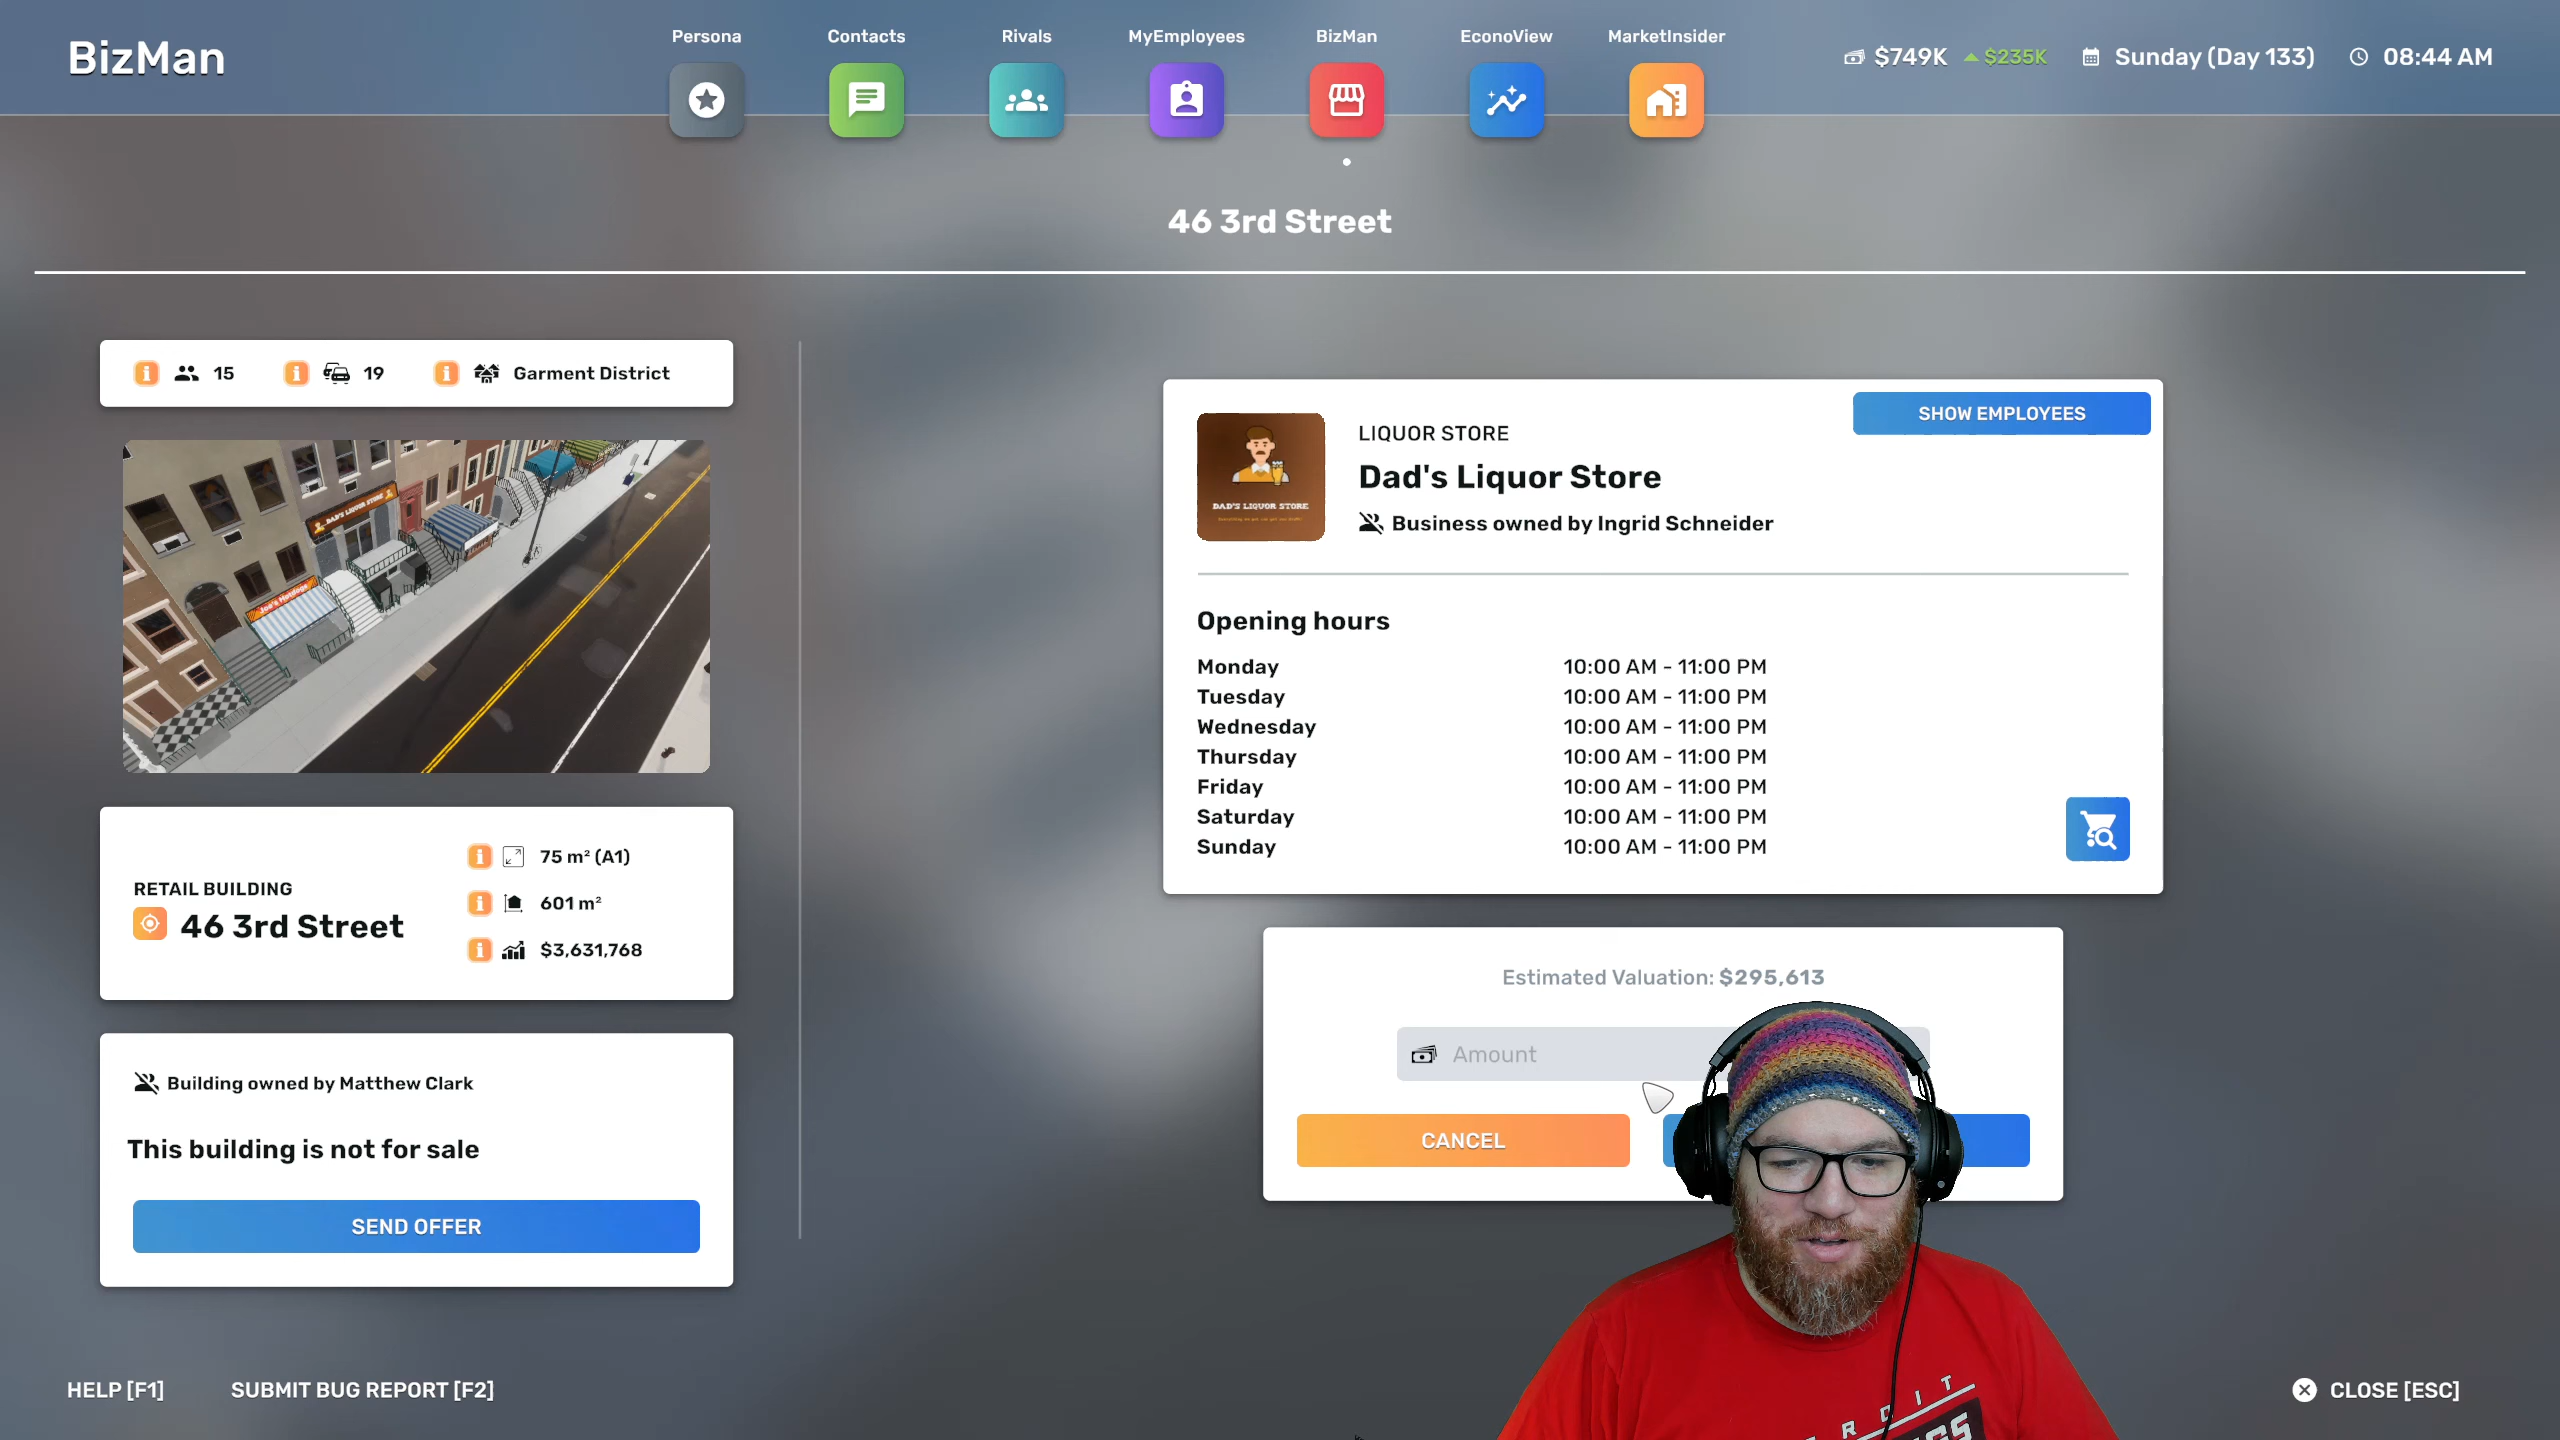 BizMan
Persona
Contacts
Rivals
MyEmployees
BizMan
EconoView
MarketInsider
$749K
$235K
Sunday (Day 133)
08:44 AM
46 3rd Street
15
19
Garment District
DAD'S LIQUOR STORE
Joe's Hotdogs
RETAIL BUILDING
46 3rd Street
75 m² (A1)
601 m²
$3,631,768
Building owned by Matthew Clark
This building is not for sale
SEND OFFER
DAD'S LIQUOR STORE
LIQUOR STORE
Dad's Liquor Store
Business owned by Ingrid Schneider
SHOW EMPLOYEES
Opening hours
Monday 10:00 AM - 11:00 PM
Tuesday 10:00 AM - 11:00 PM
Wednesday 10:00 AM - 11:00 PM
Thursday 10:00 AM - 11:00 PM
Friday 10:00 AM - 11:00 PM
Saturday 10:00 AM - 11:00 PM
Sunday 10:00 AM - 11:00 PM
Estimated Valuation: $295,613
Amount
CANCEL
HELP [F1]
SUBMIT BUG REPORT [F2]
CLOSE [ESC]